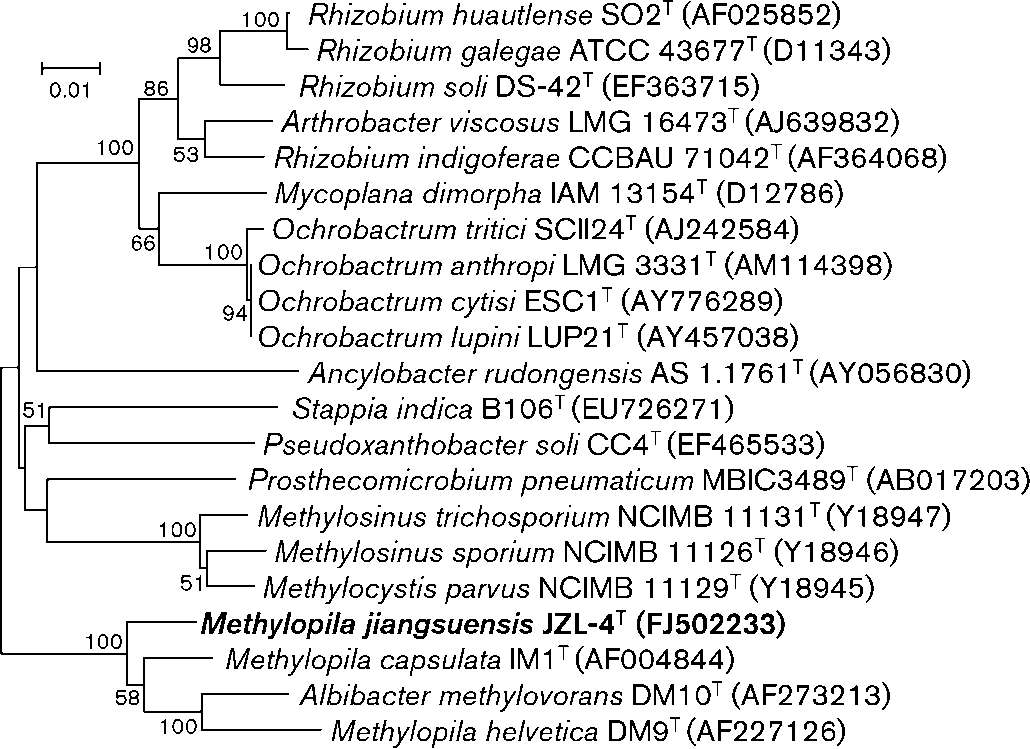 100 Rhizobium huautlense SO2ᵀ (AF025852)
98 Rhizobium galegae ATCC 43677ᵀ (D11343)
0.01 86 Rhizobium soli DS-42ᵀ (EF363715)
Arthrobacter viscosus LMG 16473ᵀ (AJ639832)
100 53 Rhizobium indigoferae CCBAU 71042ᵀ (AF364068)
Mycoplana dimorpha IAM 13154ᵀ (D12786)
Ochrobactrum tritici SCII24ᵀ (AJ242584)
66 100 Ochrobactrum anthropi LMG 3331ᵀ (AM114398)
Ochrobactrum cytisi ESC1ᵀ (AY776289)
94 Ochrobactrum lupini LUP21ᵀ (AY457038)
Ancylobacter rudongensis AS 1.1761ᵀ (AY056830)
51 Stappia indica B106ᵀ (EU726271)
Pseudoxanthobacter soli CC4ᵀ (EF465533)
Prosthecomicrobium pneumaticum MBIC3489ᵀ (AB017203)
100 Methylosinus trichosporium NCIMB 11131ᵀ (Y18947)
Methylosinus sporium NCIMB 11126ᵀ (Y18946)
51 Methylocystis parvus NCIMB 11129ᵀ (Y18945)
100 Methylopila jiangsuensis JZL-4ᵀ (FJ502233)
Methylopila capsulata IM1ᵀ (AF004844)
58 Albibacter methylovorans DM10ᵀ (AF273213)
100 Methylopila helvetica DM9ᵀ (AF227126)